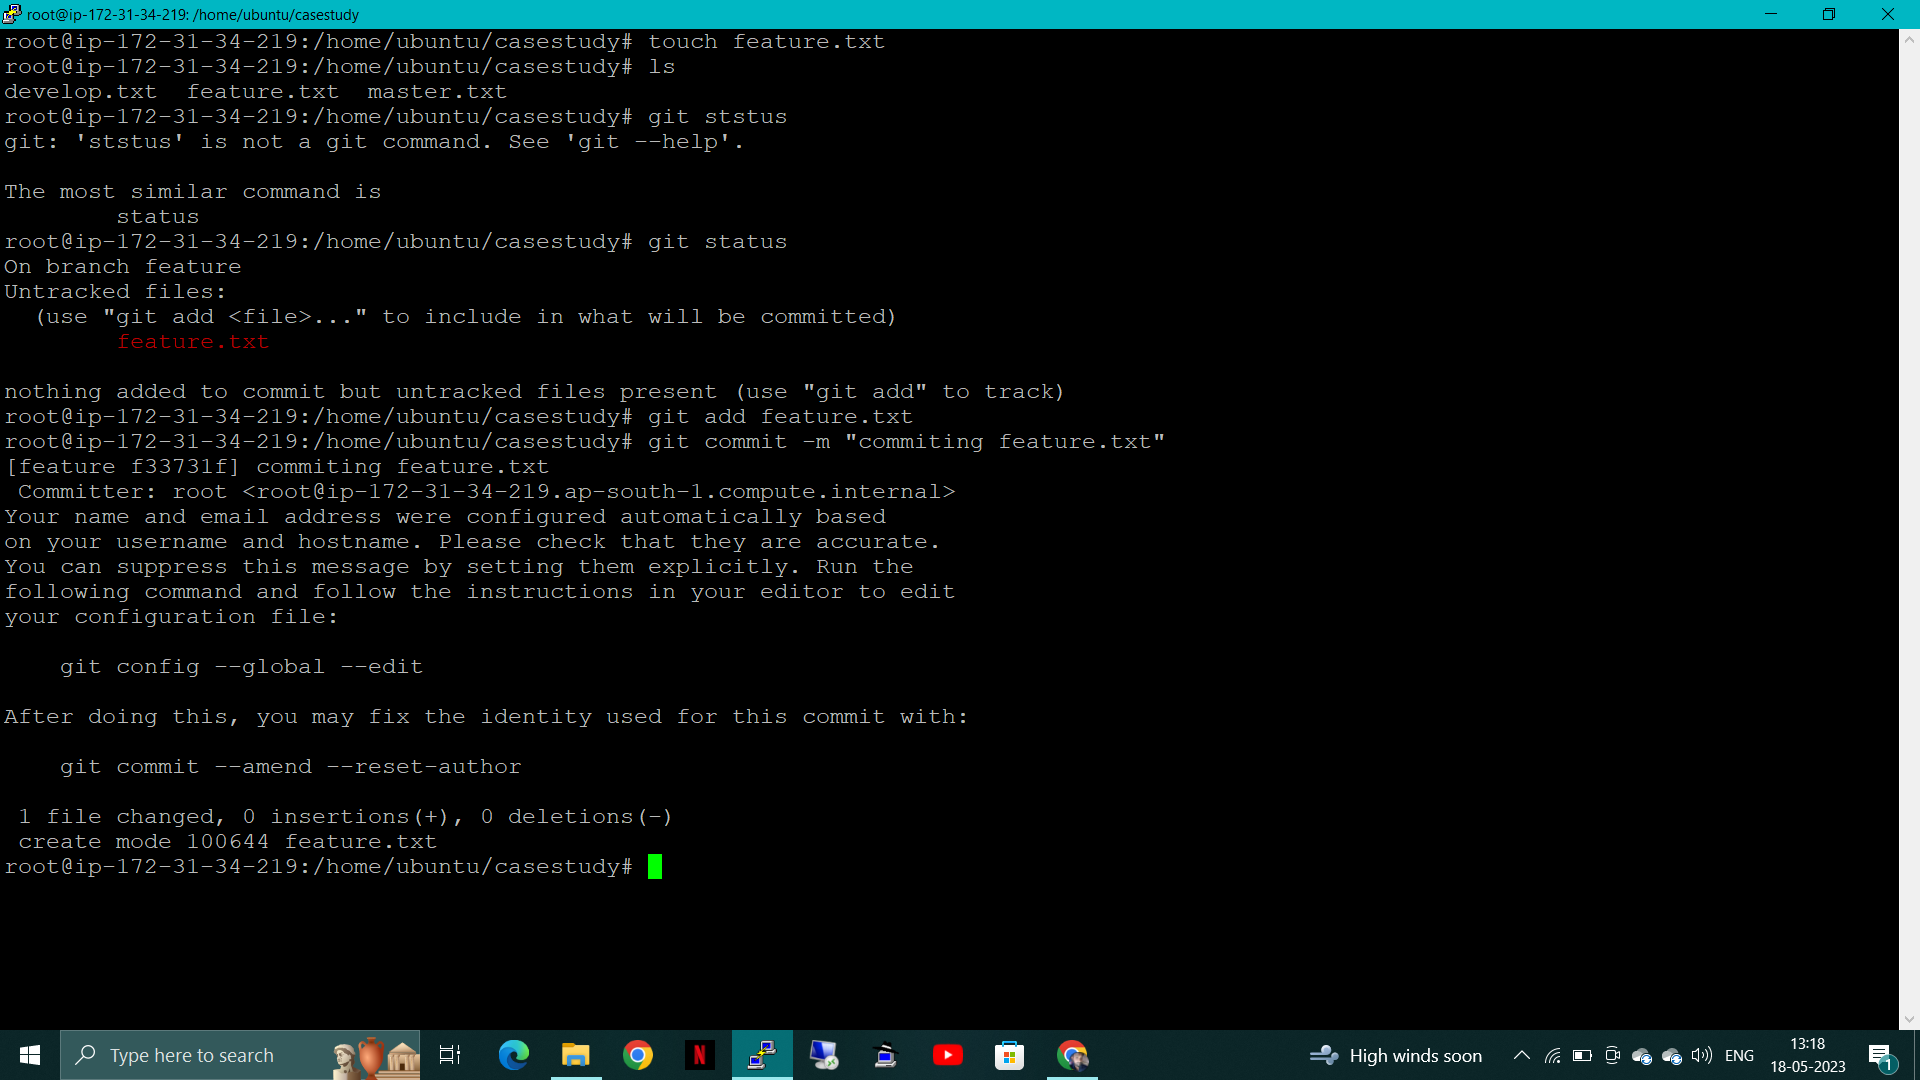 root@ip-172-31-34-219: /home/ubuntu/casestudy
root@ip-172-31-34-219:/home/ubuntu/casestudy# touch feature.txt
root@ip-172-31-34-219:/home/ubuntu/casestudy# ls
develop.txt  feature.txt  master.txt
root@ip-172-31-34-219:/home/ubuntu/casestudy# git ststus
git: 'ststus' is not a git command. See 'git --help'.
The most similar command is
status
root@ip-172-31-34-219:/home/ubuntu/casestudy# git status
On branch feature
Untracked files:
(use "git add <file>..." to include in what will be committed)
feature.txt
nothing added to commit but untracked files present (use "git add" to track)
root@ip-172-31-34-219:/home/ubuntu/casestudy# git add feature.txt
root@ip-172-31-34-219:/home/ubuntu/casestudy# git commit -m "commiting feature.txt"
[feature f33731f] commiting feature.txt
Committer: root <root@ip-172-31-34-219.ap-south-1.compute.internal>
Your name and email address were configured automatically based
on your username and hostname. Please check that they are accurate.
You can suppress this message by setting them explicitly. Run the
following command and follow the instructions in your editor to edit
your configuration file:
git config --global --edit
After doing this, you may fix the identity used for this commit with:
git commit --amend --reset-author
1 file changed, 0 insertions(+), 0 deletions(-)
create mode 100644 feature.txt
root@ip-172-31-34-219:/home/ubuntu/casestudy#
Type here to search
N
High winds soon
ENG
13:18
18-05-2023
1